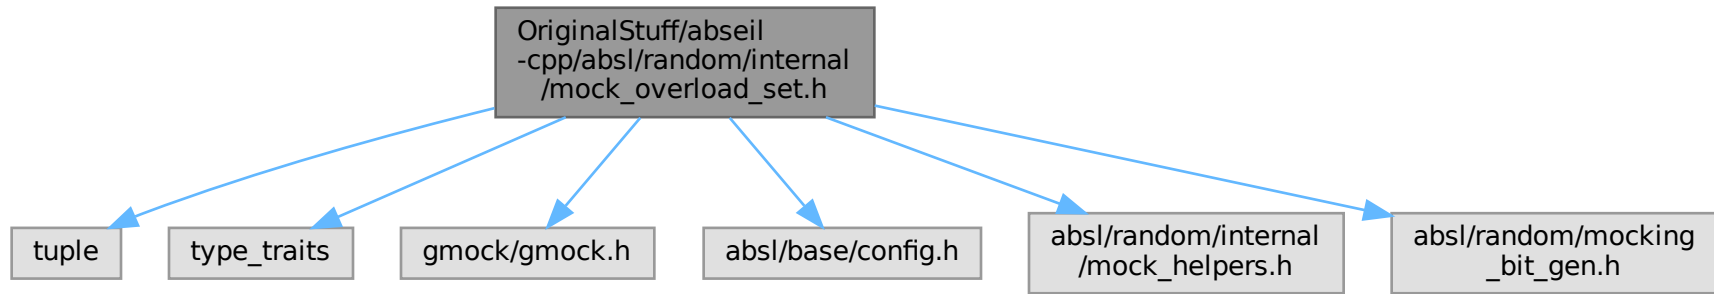 OriginalStuff/abseil
-cpp/absl/random/internal
/mock_overload_set.h
tuple
type_traits
gmock/gmock.h
absl/base/config.h
absl/random/internal
/mock_helpers.h
absl/random/mocking
_bit_gen.h